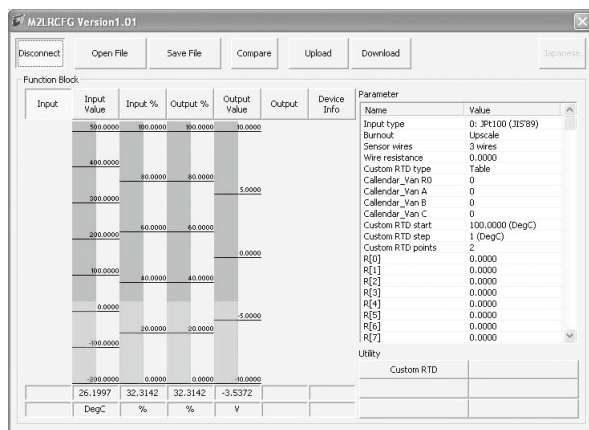 M2LRCFG Version1.01
Disconnect Open File Save File Compare Upload Download Japanese
Function Block
Input Input Value Input % Output % Output Value Output Device Info
500.0000 100.0000 100.0000 10.0000
400.0000
80.0000 80.0000
5.0000
300.0000
60.0000 60.0000
200.0000
0.0000
100.0000
40.0000 40.0000
0.0000
-5.0000
20.0000 20.0000
-100.0000
-200.0000 0.0000 0.0000 -10.0000
26.1997 32.3142 32.3142 -3.5372
DegC % % V
Parameter
Name Value
Input type 0: JPt100 (JIS'89)
Burnout Upscale
Sensor wires 3 wires
Wire resistance 0.0000
Custom RTD type Table
Callendar_Van R0 0
Callendar_Van A 0
Callendar_Van B 0
Callendar_Van C 0
Custom RTD start 100.0000 (DegC)
Custom RTD step 1 (DegC)
Custom RTD points 2
R[0] 0.0000
R[1] 0.0000
R[2] 0.0000
R[3] 0.0000
R[4] 0.0000
R[5] 0.0000
R[6] 0.0000
R[7] 0.0000
Utility
Custom RTD